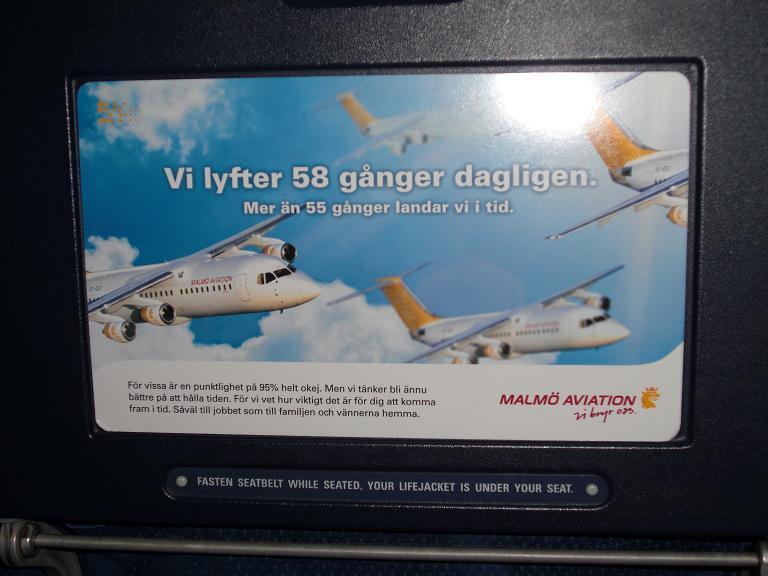 Vi lyfter 58 gånger dagligen.
Mer än 55 gånger landar vi i tid.
MALMÖ AVIATION
För vissa är en punktlighet på 95% helt okej. Men vi tänker bli ännu
bättre på att hålla tiden. För vi vet hur viktigt det är för dig att komma
fram i tid. Såväl till jobbet som till familjen och vännerna hemma.
MALMÖ AVIATION
vi bryr oss.
FASTEN SEATBELT WHILE SEATED, YOUR LIFEJACKET IS UNDER YOUR SEAT.